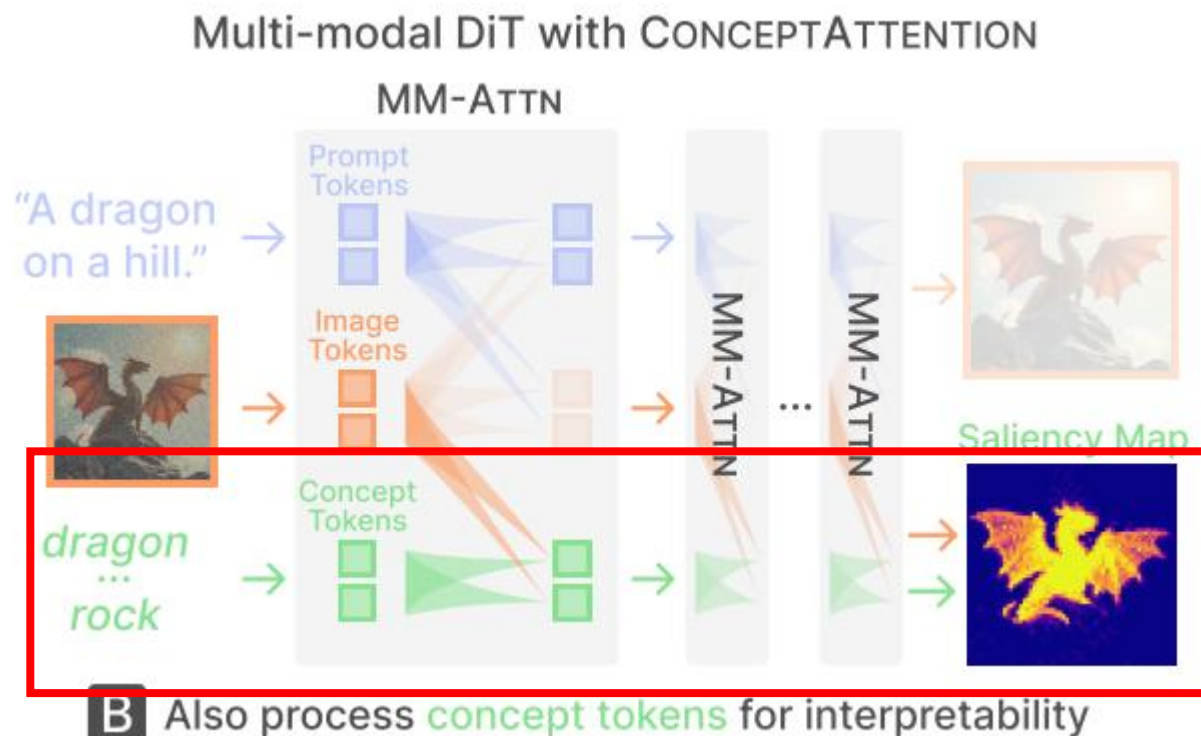 Multi-modal DiT with CONCEPTATTENTION
MM-ATTN
Prompt
Tokens
“A dragon
on a hill.”
Image
Tokens
MM-ATTN
...
MM-ATTN
Saliency Map
Concept
Tokens
dragon
...
rock
B Also process concept tokens for interpretability